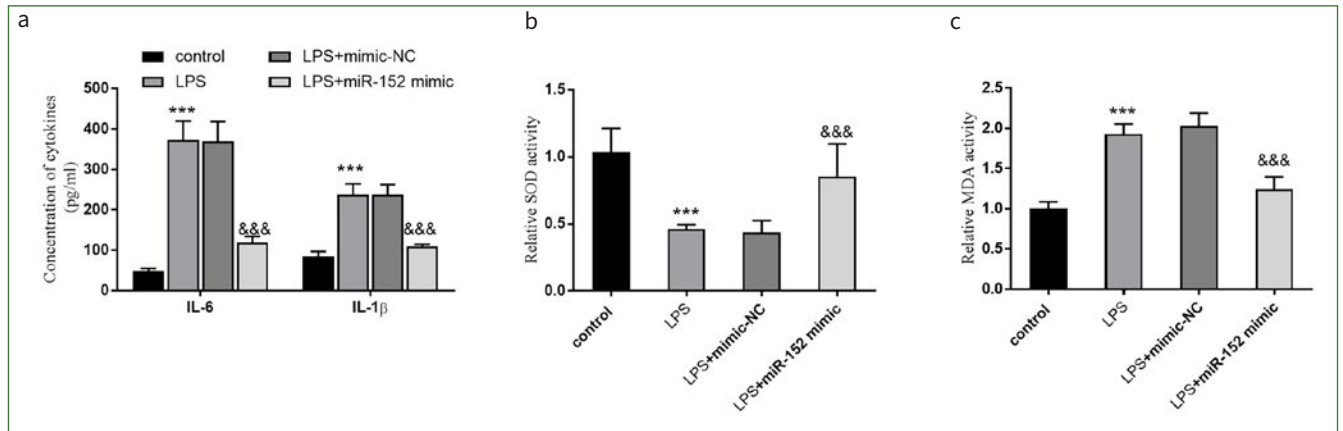 a
control
LPS
LPS+mimic-NC
LPS+miR-152 mimic
Concentration of cytokines
(pg/ml)
500
400
300
200
100
0
***
&&&
***
&&&
IL-6
IL-1β
b
Relative SOD activity
1.5
1.0
0.5
0.0
***
&&&
control
LPS
LPS+mimic-NC
LPS+miR-152 mimic
c
Relative MDA activity
2.5
2.0
1.5
1.0
0.5
0.0
***
&&&
control
LPS
LPS+mimic-NC
LPS+miR-152 mimic